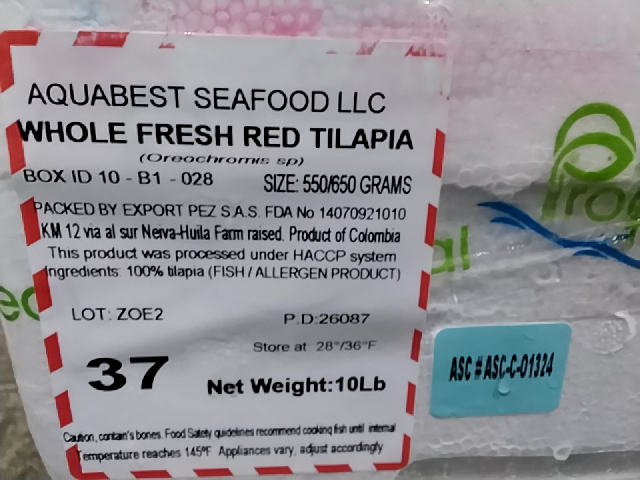 AQUABEST SEAFOOD LLC
WHOLE FRESH RED TILAPIA
(Oreochromis sp)
BOX ID 10 - B1 - 028 SIZE: 550/650 GRAMS
PACKED BY EXPORT PEZ S.A.S. FDA No 14070921010
KM 12 via al sur Neiva-Huila Farm raised. Product of Colombia
This product was processed under HACCP system
Ingredients: 100% tilapia (FISH / ALLERGEN PRODUCT)
LOT: ZOE2 P.D:26087
Store at: 28°/36°F
37 Net Weight:10Lb
Caution, contain's bones. Food Safety guidelines recommend cooking fish until internal
Temperature reaches 145ºF Appliances vary, adjust accordingly
ASC # ASC-C-01324